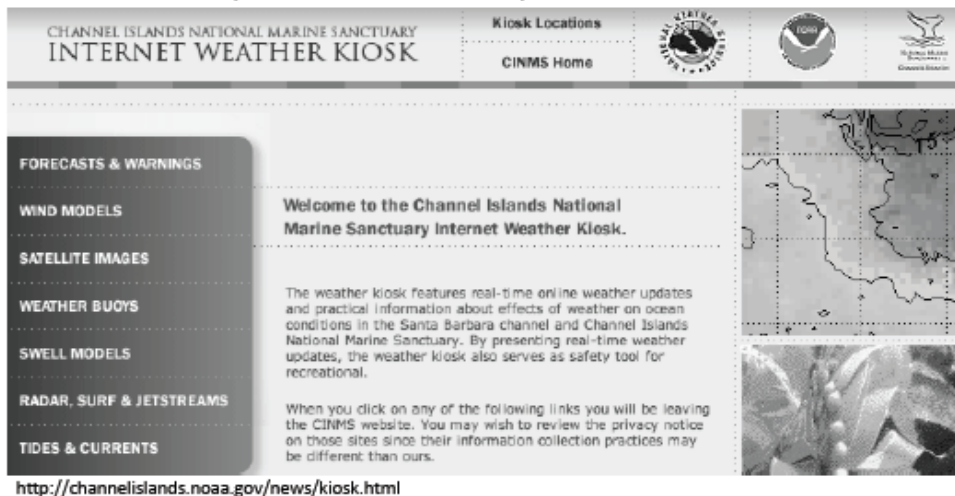 CHANNEL ISLANDS NATIONAL MARINE SANCTUARY
INTERNET WEATHER KIOSK
Kiosk Locations
CINMS Home
NOAA
FORECASTS & WARNINGS
WIND MODELS
SATELLITE IMAGES
WEATHER BUOYS
SWELL MODELS
RADAR, SURF & JETSTREAMS
TIDES & CURRENTS
Welcome to the Channel Islands National
Marine Sanctuary Internet Weather Kiosk.
The weather kiosk features real-time online weather updates
and practical information about effects of weather on ocean
conditions in the Santa Barbara channel and Channel Islands
National Marine Sanctuary. By presenting real-time weather
updates, the weather kiosk also serves as safety tool for
recreational.
When you click on any of the following links you will be leaving
the CINMS website. You may wish to review the privacy notice
on those sites since their information collection practices may
be different than ours.
http://channelislands.noaa.gov/news/kiosk.html